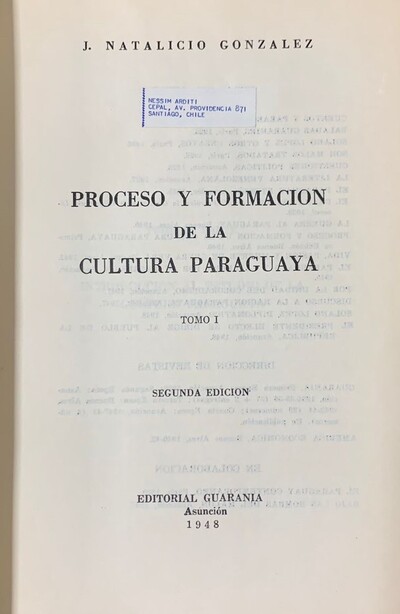 J. NATALICIO GONZALEZ
NESSIM ARDITI
CEPAL, AV. PROVIDENCIA 871
SANTIAGO, CHILE
PROCESO Y FORMACION
DE LA
CULTURA PARAGUAYA
TOMO I
SEGUNDA EDICION
EDITORIAL GUARANIA
Asunción
1948